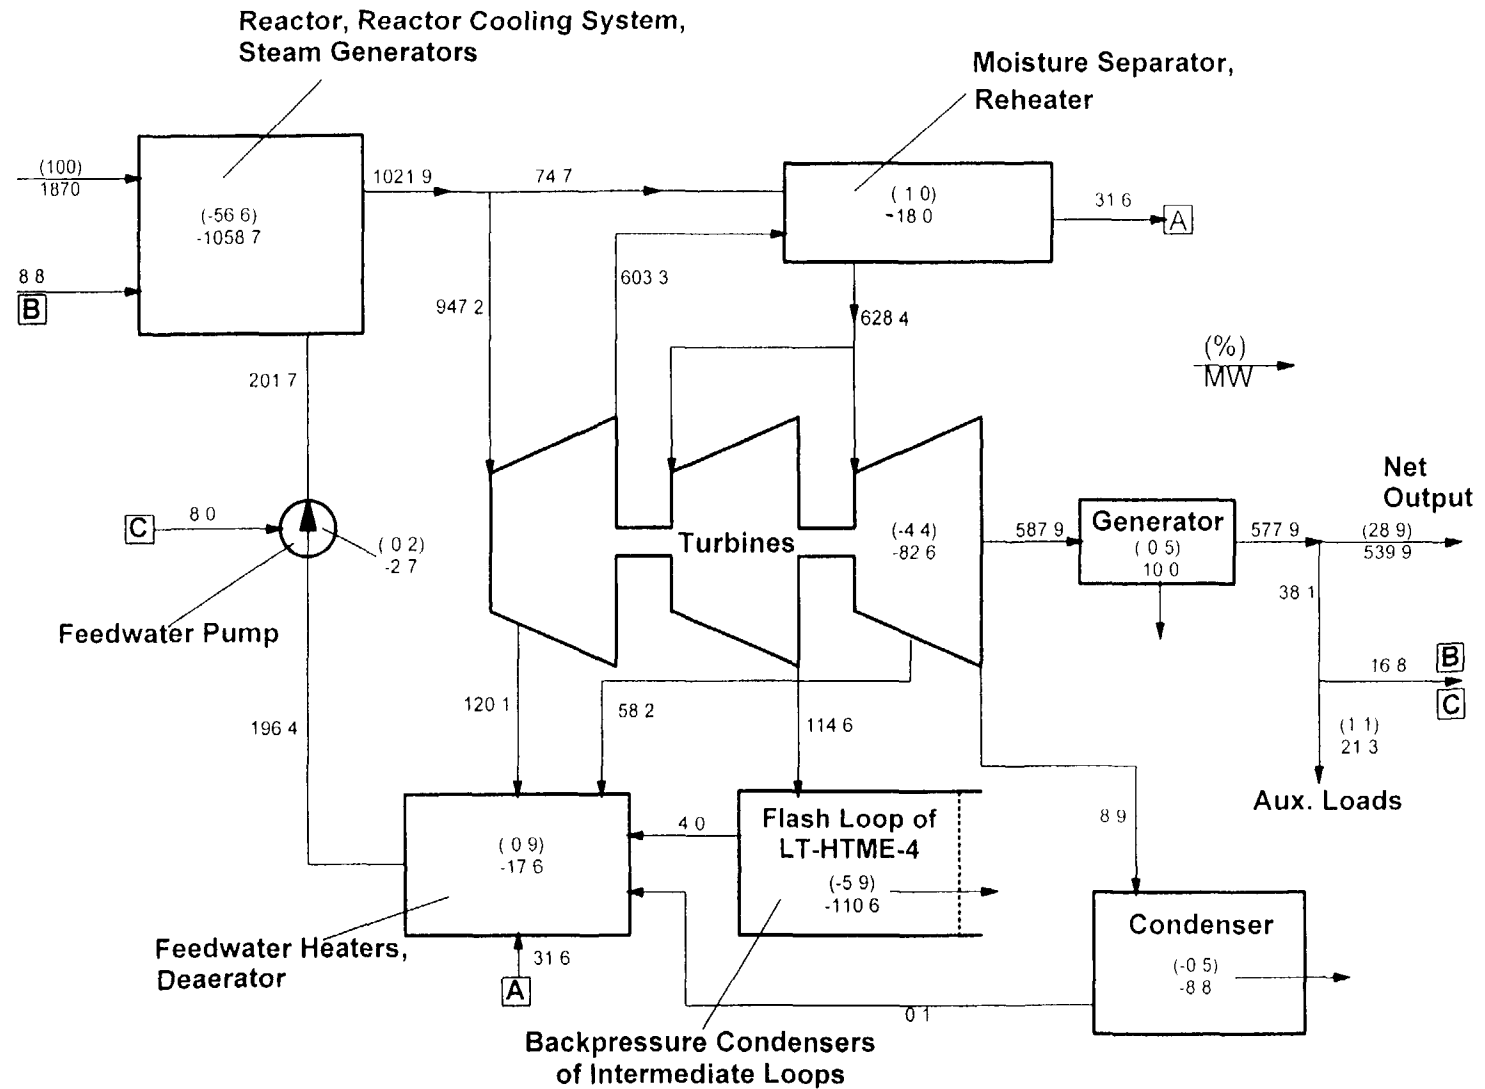 Reactor, Reactor Cooling System,
Steam Generators
Moisture Separator,
Reheater
(100)
1870
1021 9
74 7
( 1 0)
-18 0
31 6
A
(-56 6)
-1058 7
8 8
B
603 3
947 2
628 4
(%)
MW
201 7
Net
Output
C
8 0
( 0 2)
-2 7
Turbines
(-4 4)
-82 6
587 9
Generator
( 0 5)
10 0
577 9
(28 9)
539 9
38 1
Feedwater Pump
16 8
B
C
120 1
58 2
114 6
196 4
(1 1)
21 3
Aux. Loads
( 0 9)
-17 6
4 0
Flash Loop of
LT-HTME-4
(-5 9)
-110 6
8 9
Condenser
(-0 5)
-8 8
Feedwater Heaters,
Deaerator
31 6
A
0 1
Backpressure Condensers
of Intermediate Loops